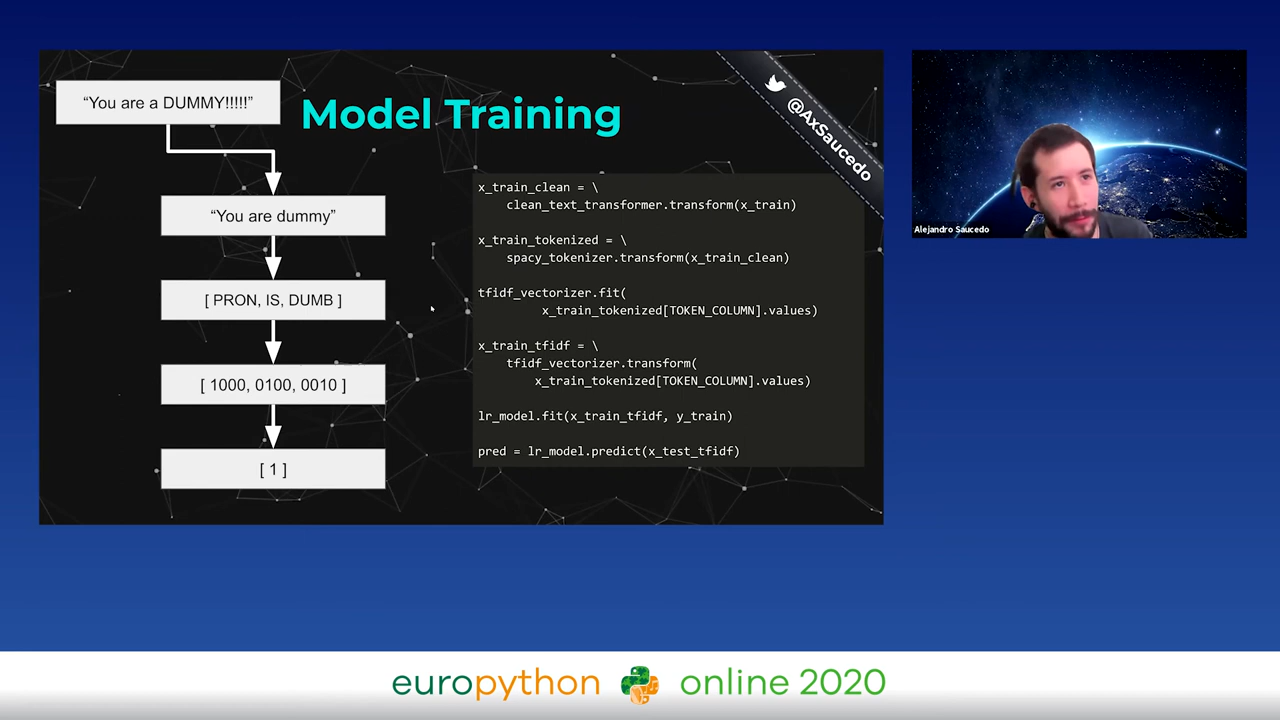 “You are a DUMMY!!!!!”
Model Training
@AxSaucedo
“You are dummy”
[ PRON, IS, DUMB ]
[ 1000, 0100, 0010 ]
[ 1 ]
x_train_clean = \
clean_text_transformer.transform(x_train)
x_train_tokenized = \
spacy_tokenizer.transform(x_train_clean)
tfidf_vectorizer.fit(
x_train_tokenized[TOKEN_COLUMN].values)
x_train_tfidf = \
tfidf_vectorizer.transform(
x_train_tokenized[TOKEN_COLUMN].values)
lr_model.fit(x_train_tfidf, y_train)
pred = lr_model.predict(x_test_tfidf)
Alejandro Saucedo
europython online 2020